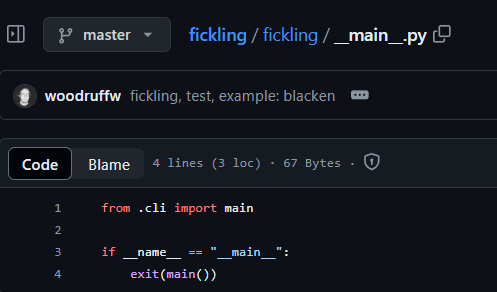 master fickling / fickling / __main__.py
woodruffw fickling, test, example: blacken
Code Blame 4 lines (3 loc) · 67 Bytes ·
1 from .cli import main
2
3 if __name__ == "__main__":
4 exit(main())